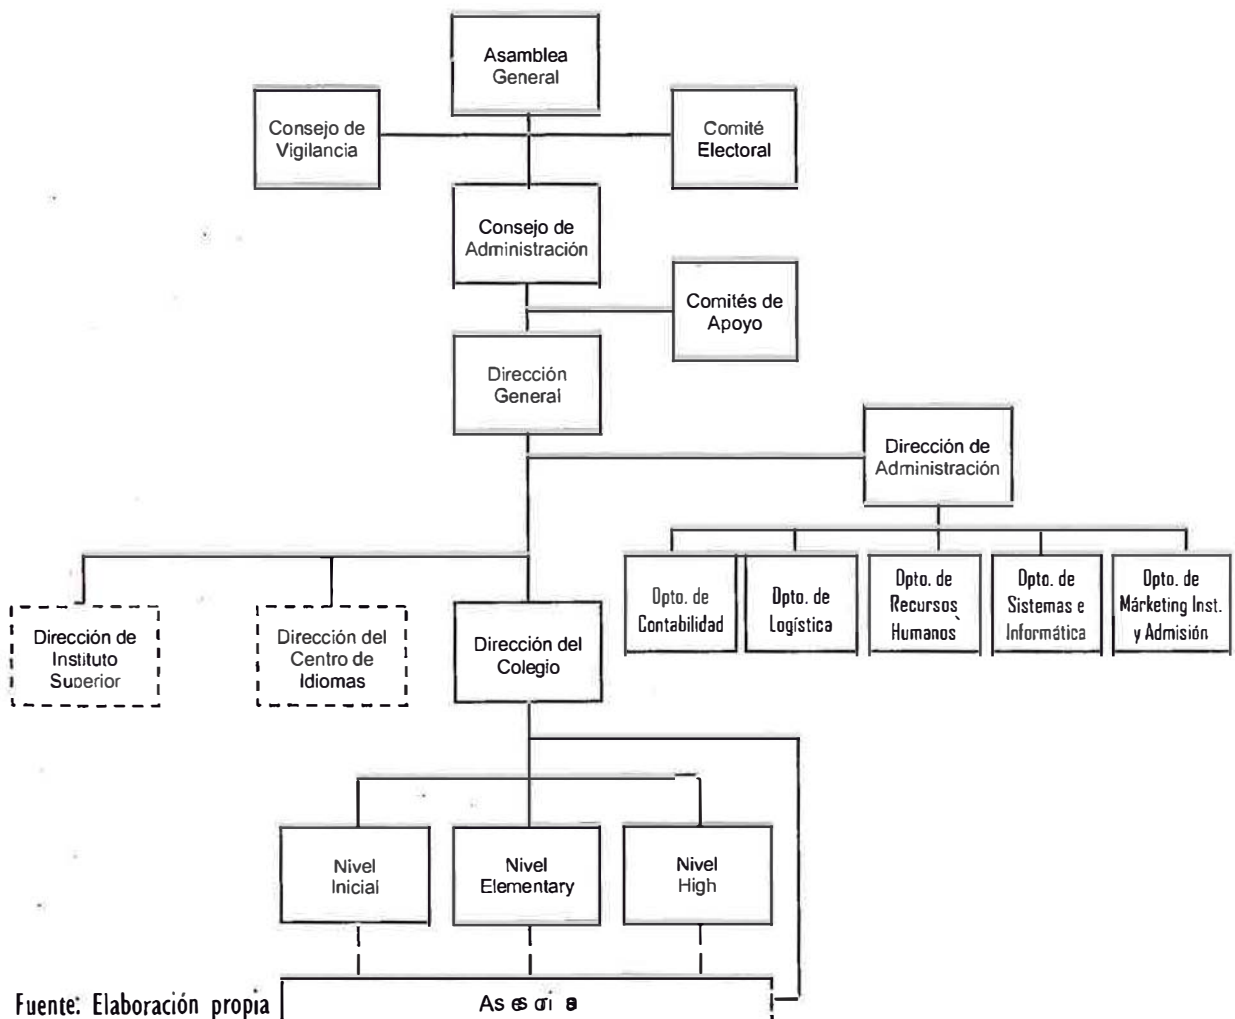 Asamblea
General
Consejo de
Vigilancia
Comité
Electoral
Consejo de
Administración
Comités de
Apoyo
Dirección
General
Dirección de
Administración
Dpto. de
Contabilidad
Dpto. de
Logística
Dpto. de
Recursos
Humanos
Dpto. de
Sistemas e
Informática
Dpto. de
Márketing Inst.
y Admisión
Dirección de
Instituto
Superior
Dirección del
Centro de
Idiomas
Dirección del
Colegio
Nivel
Inicial
Nivel
Elementary
Nivel
High
Asesorias
Fuente: Elaboración propia